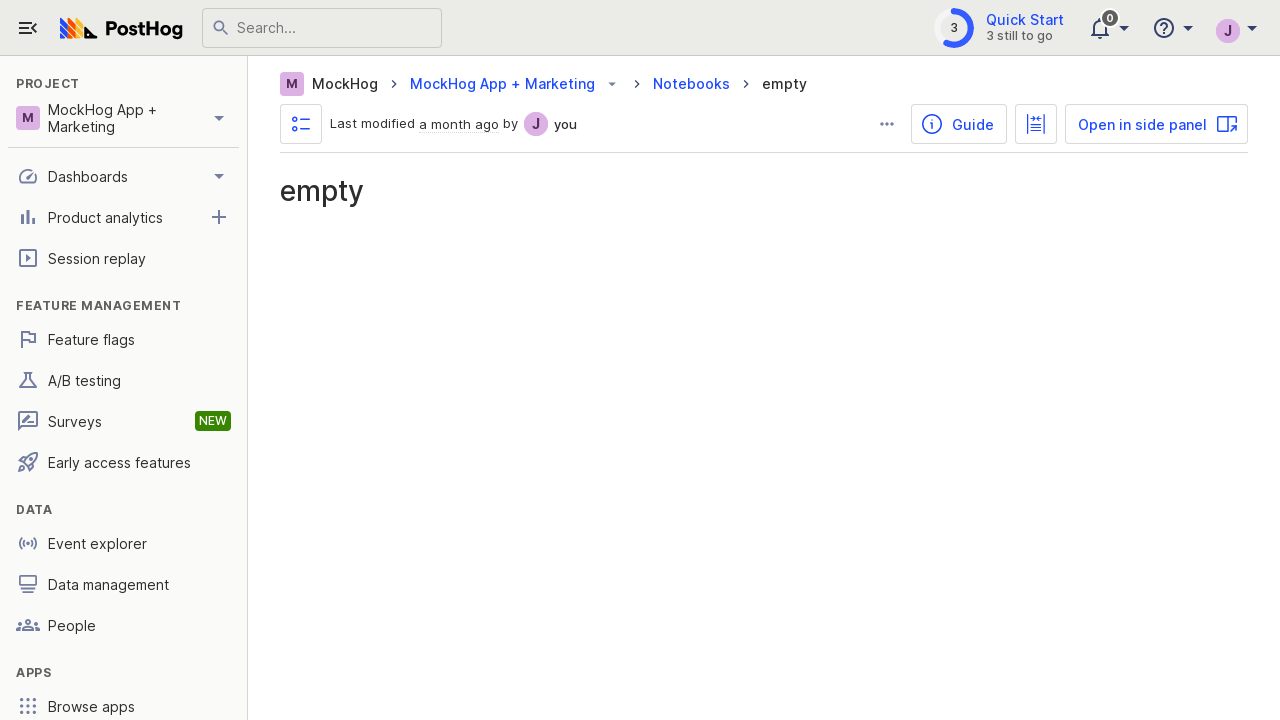 PostHog
Search...
3
Quick Start
3 still to go
0
J
PROJECT
M
MockHog App +
Marketing
Dashboards
Product analytics
Session replay
FEATURE MANAGEMENT
Feature flags
A/B testing
Surveys
NEW
Early access features
DATA
Event explorer
Data management
People
APPS
Browse apps
M MockHog
MockHog App + Marketing
Notebooks
empty
Last modified a month ago by J you
Guide
Open in side panel
empty